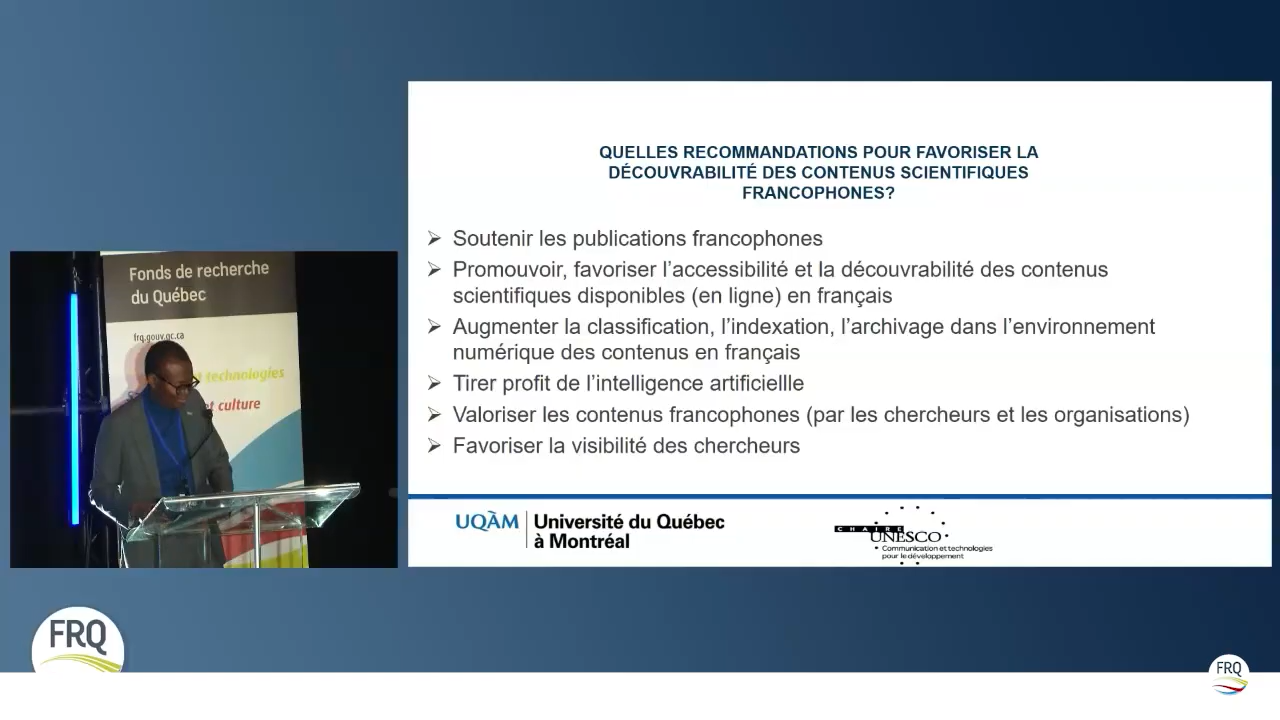 QUELLES RECOMMANDATIONS POUR FAVORISER LA
DÉCOUVRABILITÉ DES CONTENUS SCIENTIFIQUES
FRANCOPHONES?
➢ Soutenir les publications francophones
➢ Promouvoir, favoriser l’accessibilité et la découvrabilité des contenus
scientifiques disponibles (en ligne) en français
➢ Augmenter la classification, l’indexation, l’archivage dans l’environnement
numérique des contenus en français
➢ Tirer profit de l’intelligence artificiellle
➢ Valoriser les contenus francophones (par les chercheurs et les organisations)
➢ Favoriser la visibilité des chercheurs
UQÀM
Université du Québec
à Montréal
CHAIRE
UNESCO
Communication et technologies
pour le développement
Fonds de recherche
du Québec
frq.gouv.qc.ca
technologies
et culture
FRQ
FRQ